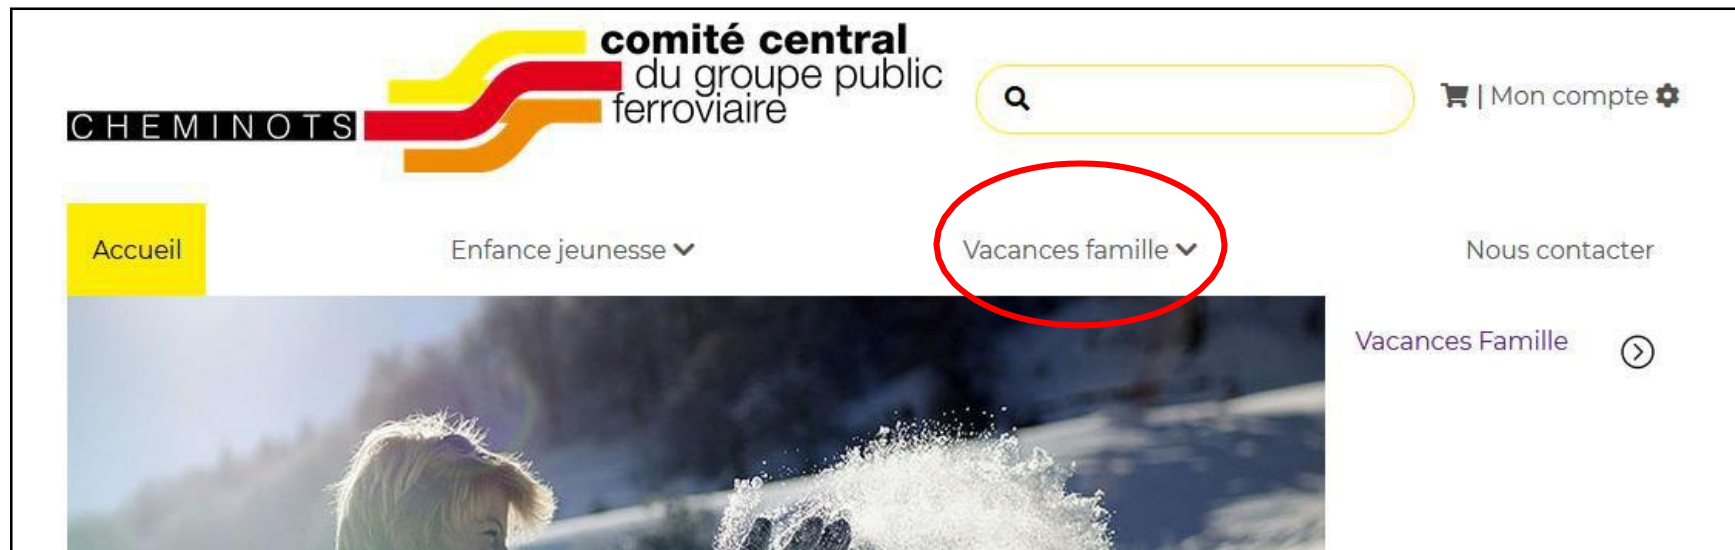 CHEMINOTS
comité central
du groupe public
ferroviaire
| Mon compte
Accueil
Enfance jeunesse
Vacances famille
Nous contacter
Vacances Famille